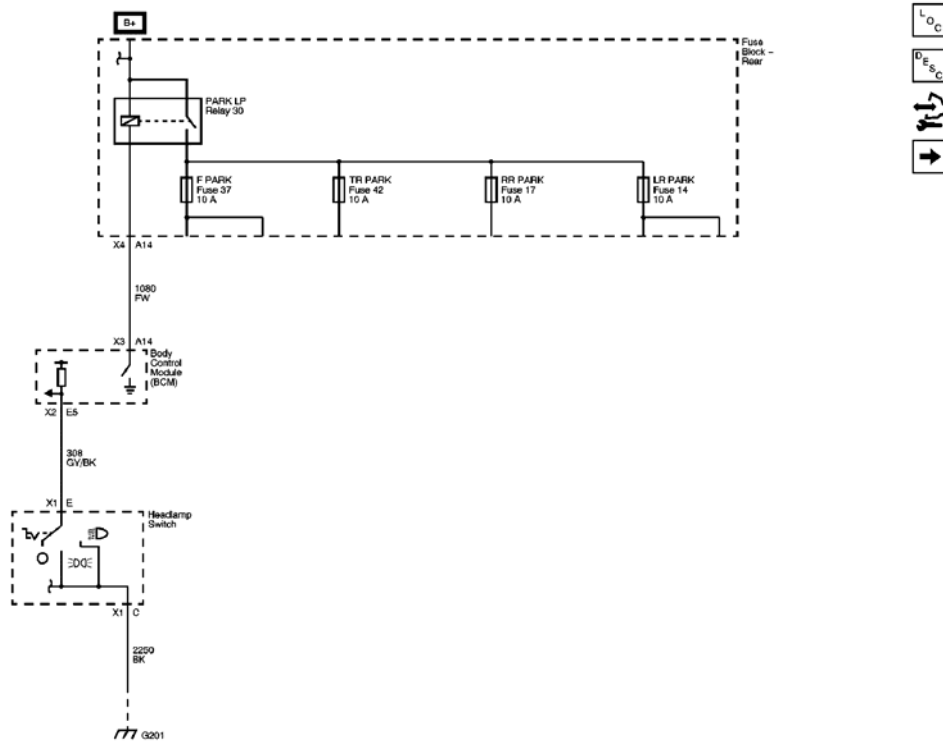 B+
Fuse
Block –
Rear
PARK LP
Relay 30
F PARK
Fuse 37
10 A
TR PARK
Fuse 42
10 A
RR PARK
Fuse 17
10 A
LR PARK
Fuse 14
10 A
X4 A14
1080
FW
X3 A14
Body
Control
Module
(BCM)
X2 E5
308
GY/BK
X1 E
Headlamp
Switch
X1 C
2250
BK
G201
LOC
DESC